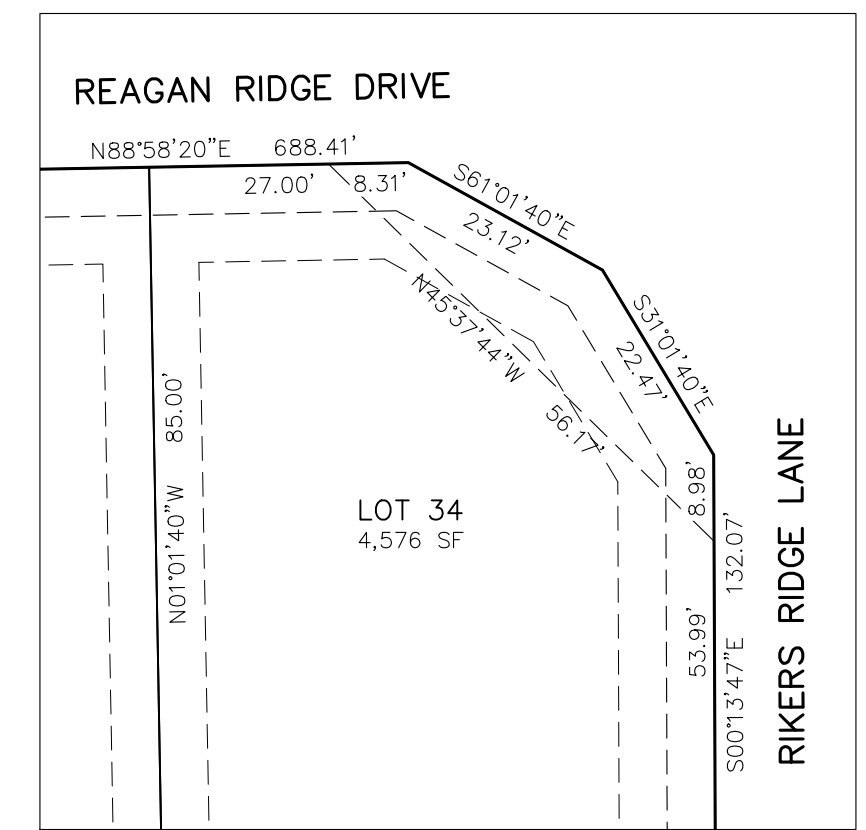 REAGAN RIDGE DRIVE
N88°58'20"E 688.41'
27.00' 8.31'
S61°01'40"E
23.12'
S31°01'40"E
22.47'
N45°37'44"W 56.17'
85.00'
N01°01'40"W
LOT 34
4,576 SF
8.98'
53.99'
S00°13'47"E 132.07'
RIKERS RIDGE LANE